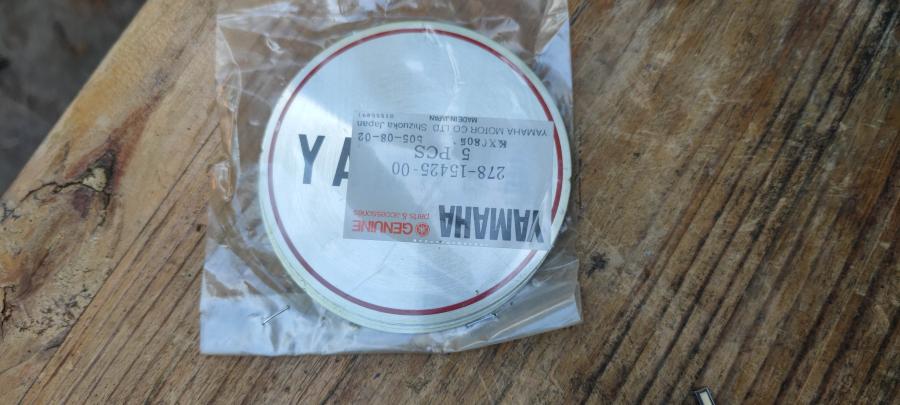 YA
YAMAHA GENUINE
parts & accessories
278-15425-00
5 PCS
505-08-02
YAMAHA MOTOR CO LTD Shizuoka Japan
MADE IN JAPAN